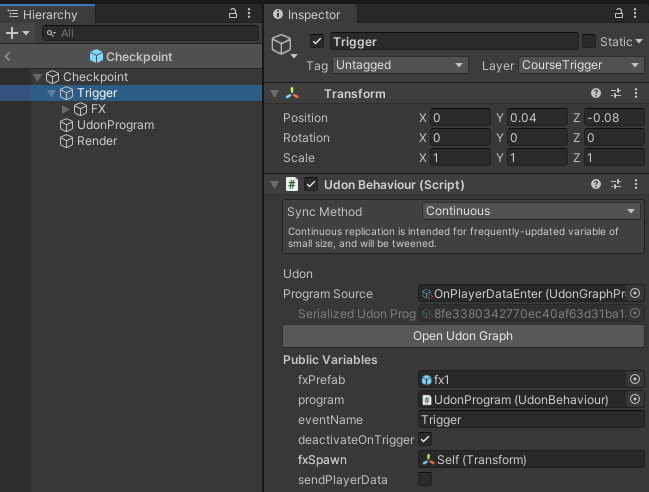 Hierarchy
All
Checkpoint
Checkpoint
Trigger
FX
UdonProgram
Render
Inspector
Trigger
Static
Tag Untagged Layer CourseTrigger
Transform
Position X 0 Y 0.04 Z -0.08
Rotation X 0 Y 0 Z 0
Scale X 1 Y 1 Z 1
# Udon Behaviour (Script)
Sync Method Continuous
Continuous replication is intended for frequently-updated variable of
small size, and will be tweened.
Udon
Program Source OnPlayerDataEnter (UdonGraphPr
Serialized Udon Prog 8fe3380342770ec40af63d31ba1
Open Udon Graph
Public Variables
fxPrefab fx1
program # UdonProgram (UdonBehaviour)
eventName Trigger
deactivateOnTrigger
fxSpawn Self (Transform)
sendPlayerData